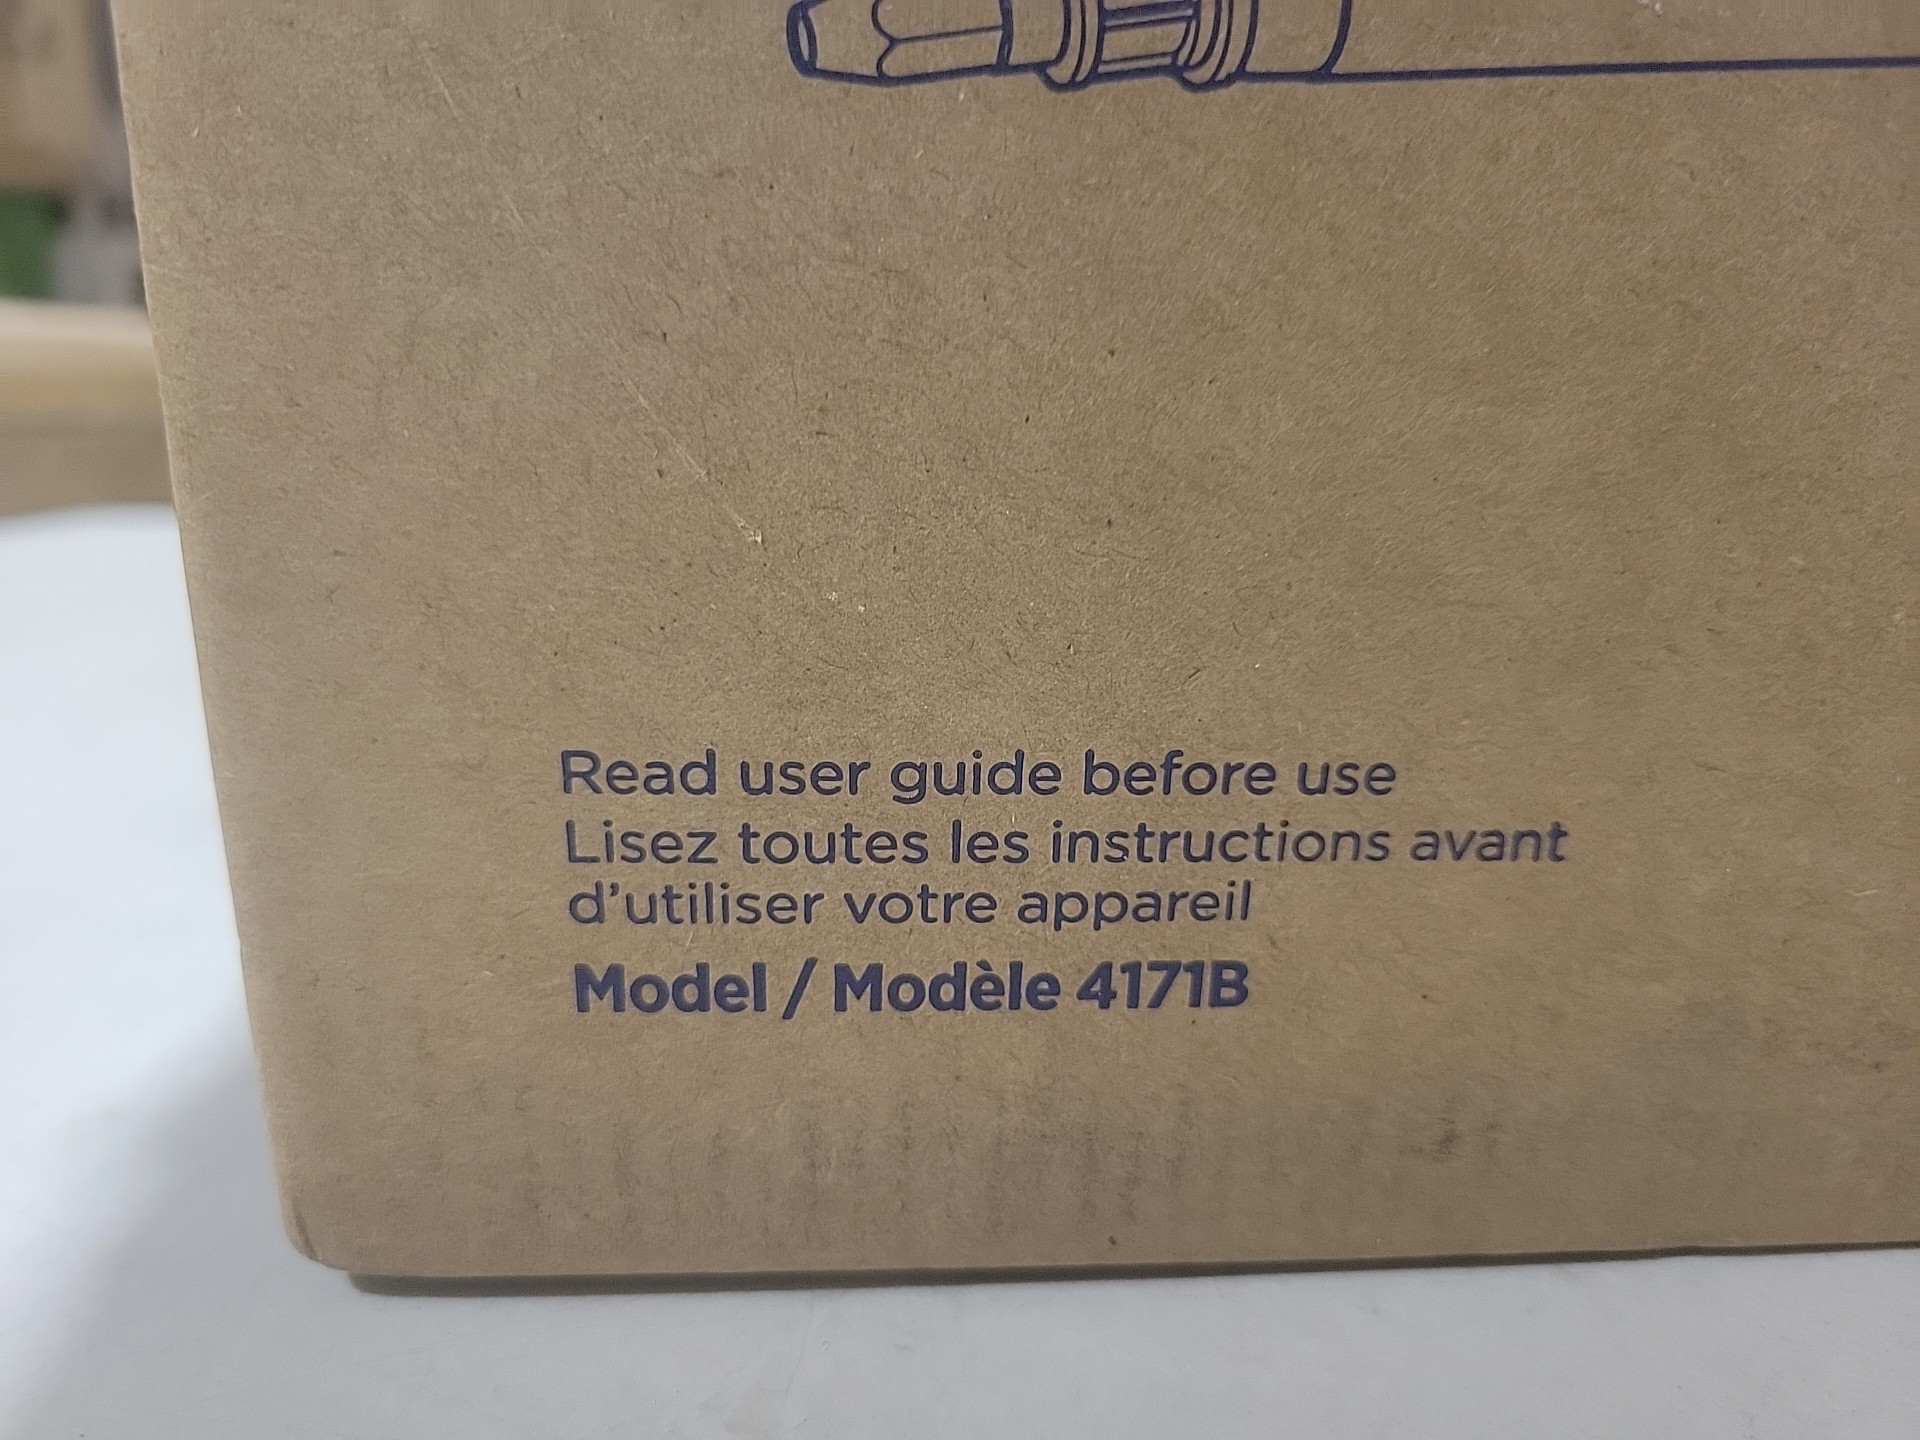 Read user guide before use
Lisez toutes les instructions avant
d'utiliser votre appareil
Model / Modèle 4171B